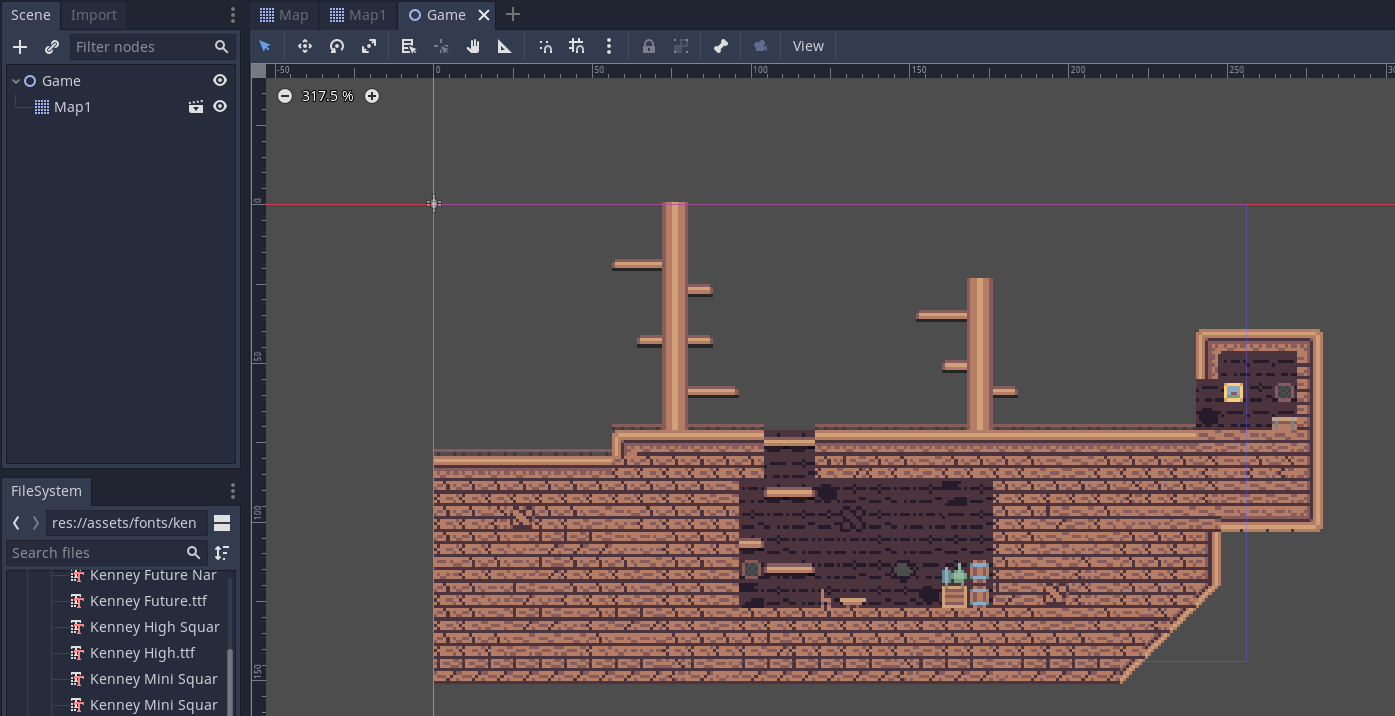 Scene Import
Map Map1 Game
Filter nodes
View
Game
Map1
-50 0 50 100 150 200 250 30
317.5 %
0
50
100
150
FileSystem
res://assets/fonts/ken
Search files
Kenney Future Nar
Kenney Future.ttf
Kenney High Squar
Kenney High.ttf
Kenney Mini Squar
Kenney Mini Squar